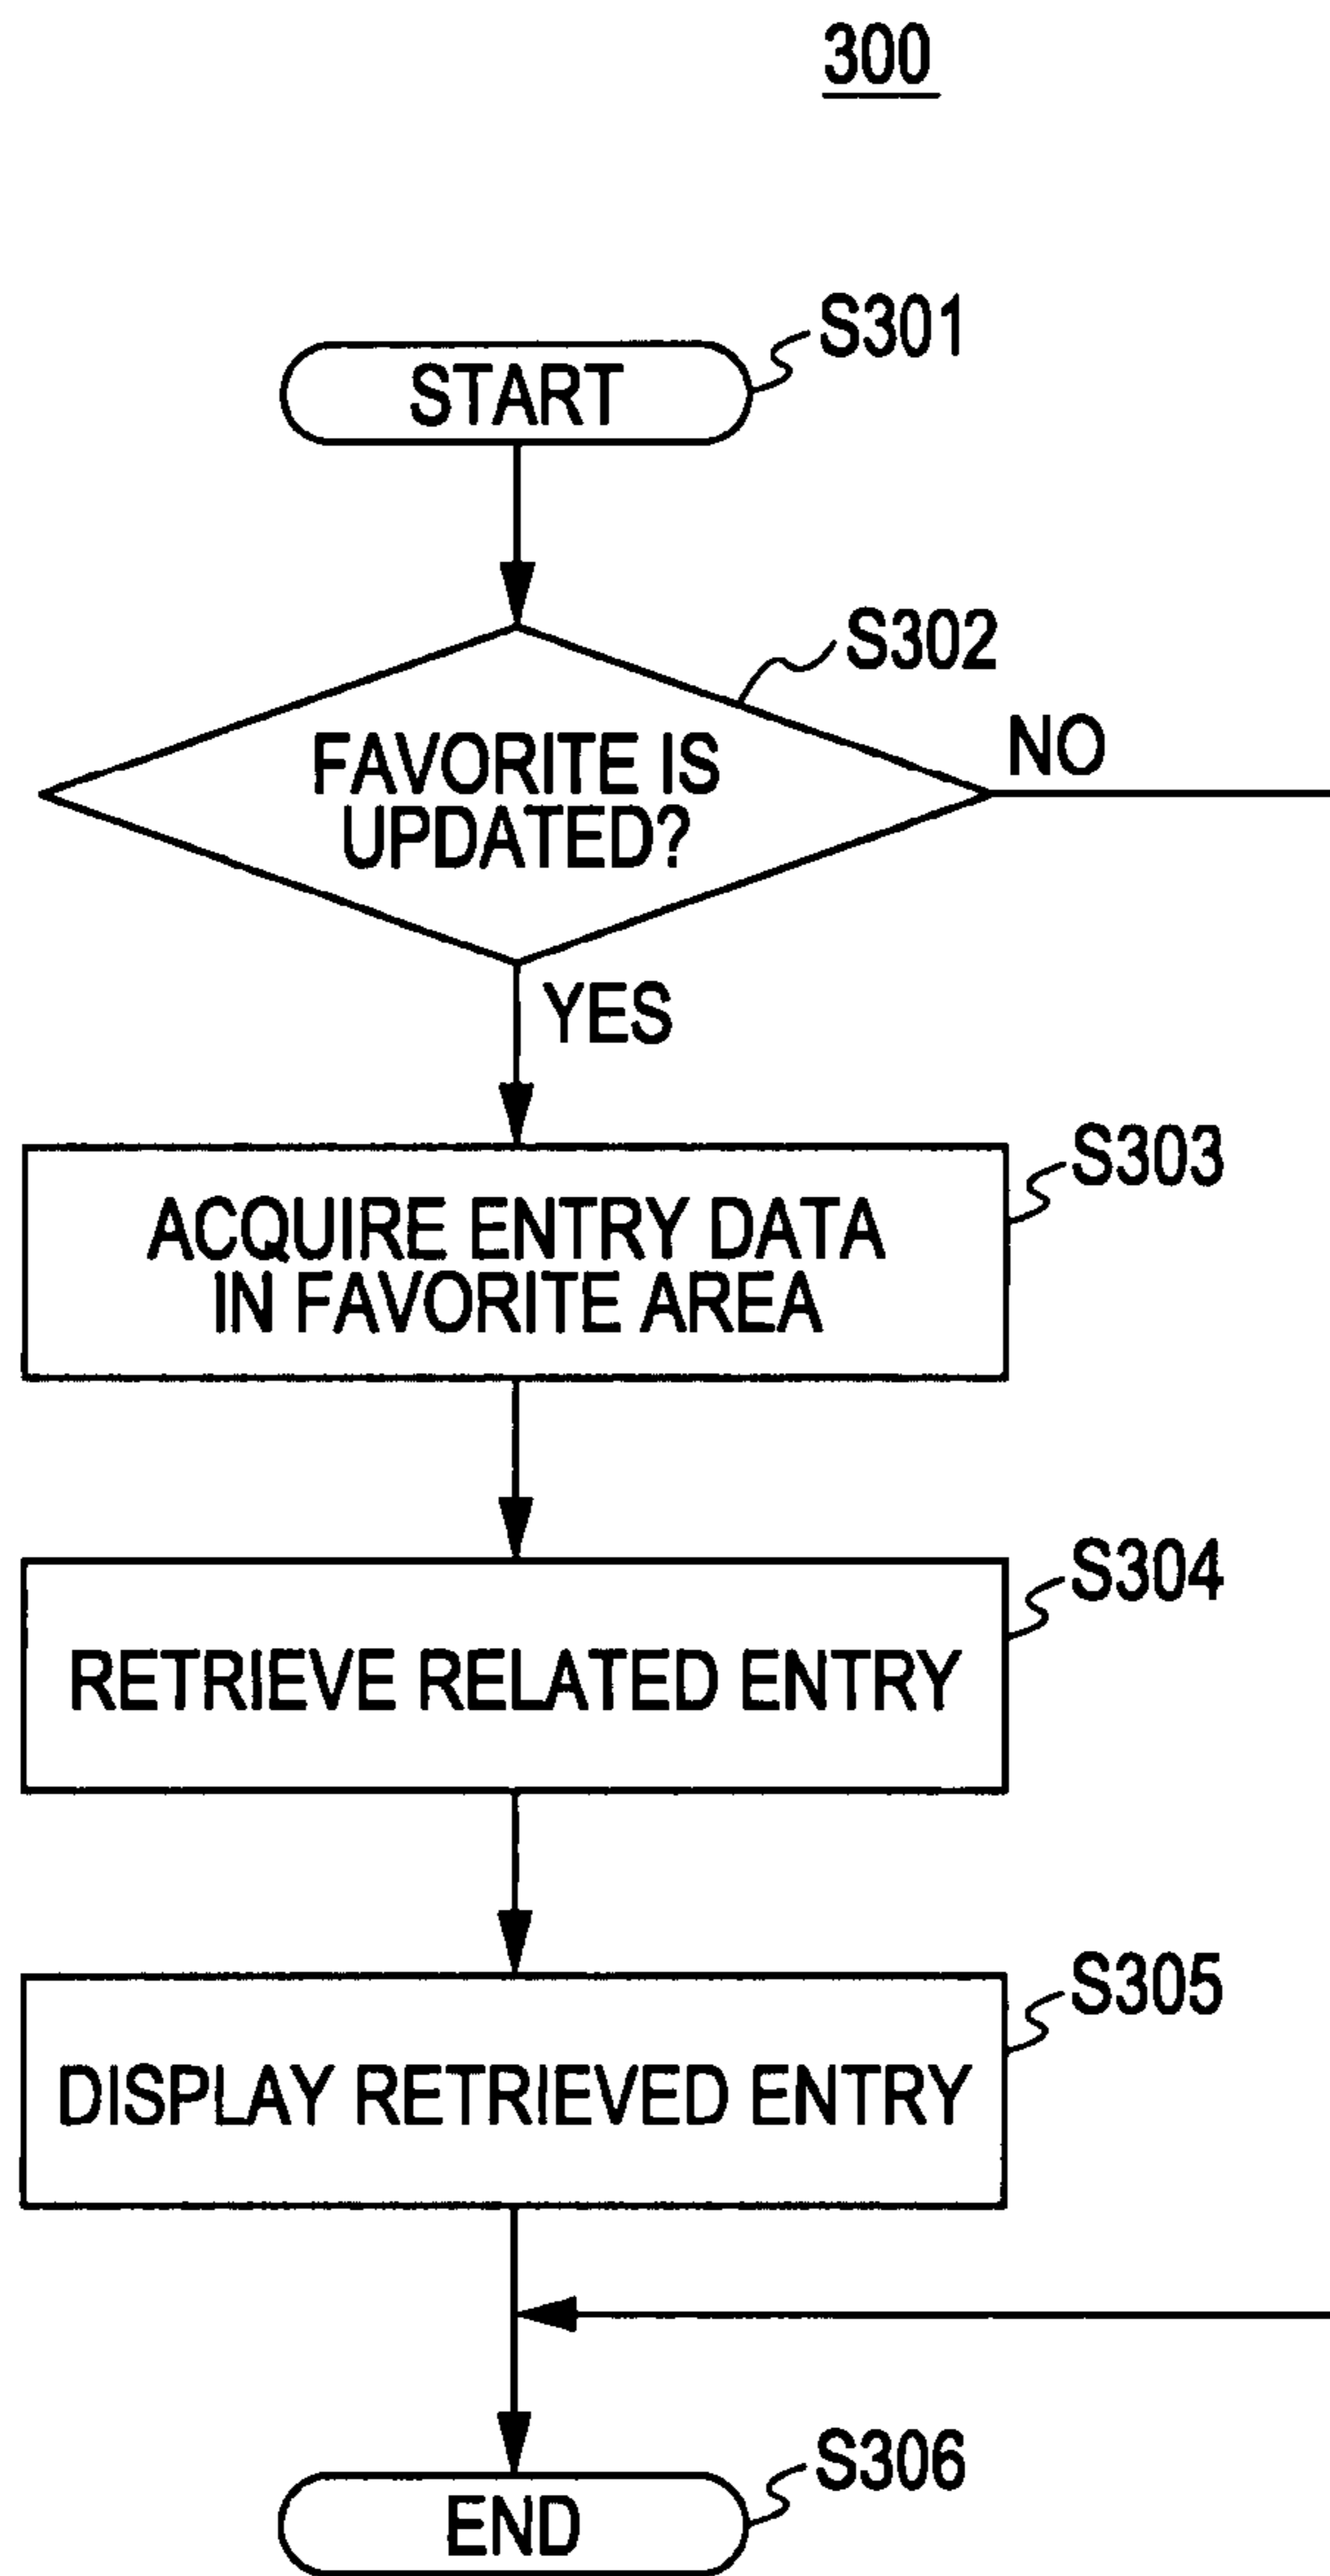 300
S301
START
S302
FAVORITE IS
UPDATED?
NO
YES
S303
ACQUIRE ENTRY DATA
IN FAVORITE AREA
S304
RETRIEVE RELATED ENTRY
S305
DISPLAY RETRIEVED ENTRY
S306
END